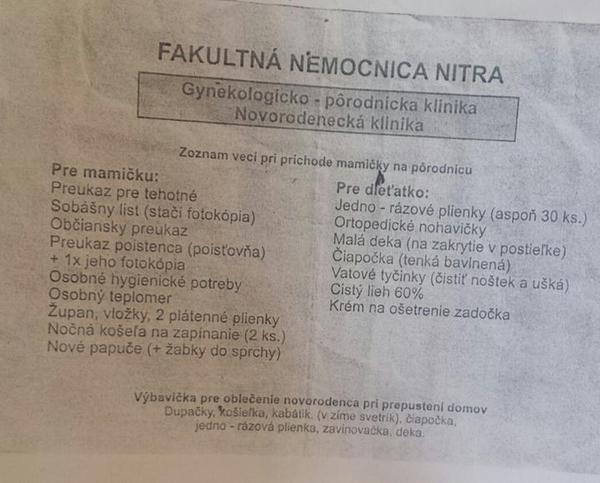 FAKULTNÁ NEMOCNICA NITRA
Gynekologicko - pôrodnícka klinika
Novorodenecká klinika
Zoznam vecí pri príchode mamičky na pôrodnicu
Pre mamičku:
Preukaz pre tehotné
Sobášny list (stačí fotokópia)
Občiansky preukaz
Preukaz poistenca (poisťovňa)
+ 1x jeho fotokópia
Osobné hygienické potreby
Osobný teplomer
Župan, vložky, 2 plátenné plienky
Nočná košeľa na zapínanie (2 ks.)
Nové papuče (+ žabky do sprchy)
Pre dieťatko:
Jedno - rázové plienky (aspoň 30 ks.)
Ortopedické nohavičky
Malá deka (na zakrytie v postieľke)
Čiapočka (tenká bavlnená)
Vatové tyčinky (čistiť noštek a ušká)
Čistý lieh 60%
Krém na ošetrenie zadočka
Výbavička pre oblečenie novorodenca pri prepustení domov
Dupačky, košieľka, kabátik, (v zime svetrík), čiapočka,
jedno - rázová plienka, zavinovačka, deka.